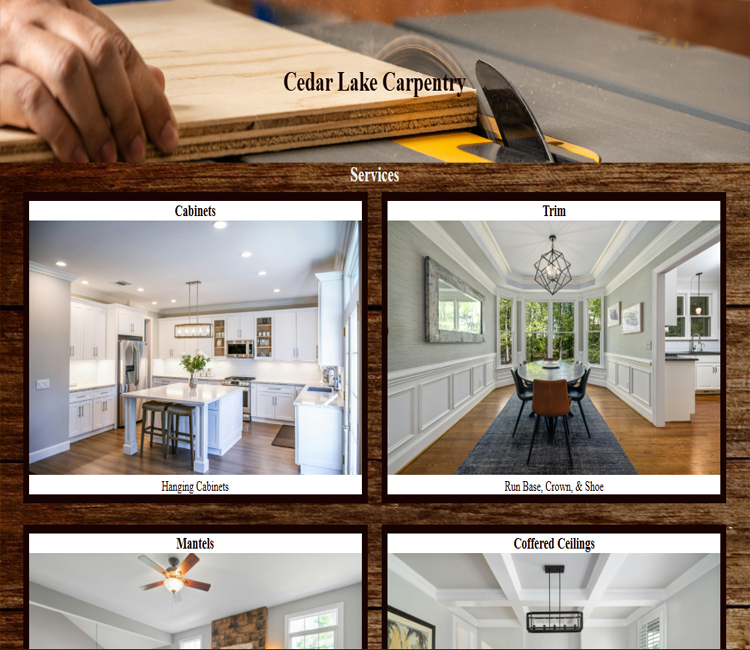 Cedar Lake Carpentry
Services
Cabinets
Trim
Hanging Cabinets
Run Base, Crown, & Shoe
Mantels
Coffered Ceilings